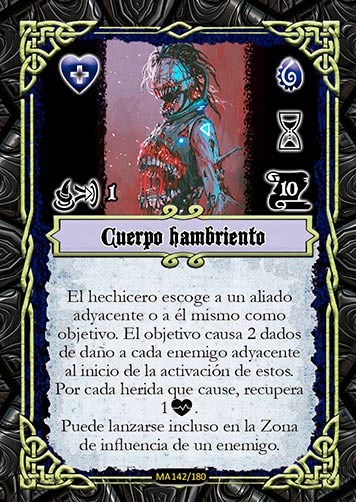 1
10
Cuerpo hambriento
El hechicero escoge a un aliado
adyacente o a él mismo como
objetivo. El objetivo causa 2 dados
de daño a cada enemigo adyacente
al inicio de la activación de estos.
Por cada herida que cause, recupera
1 .
Puede lanzarse incluso en la Zona
de influencia de un enemigo.
MA 142/180